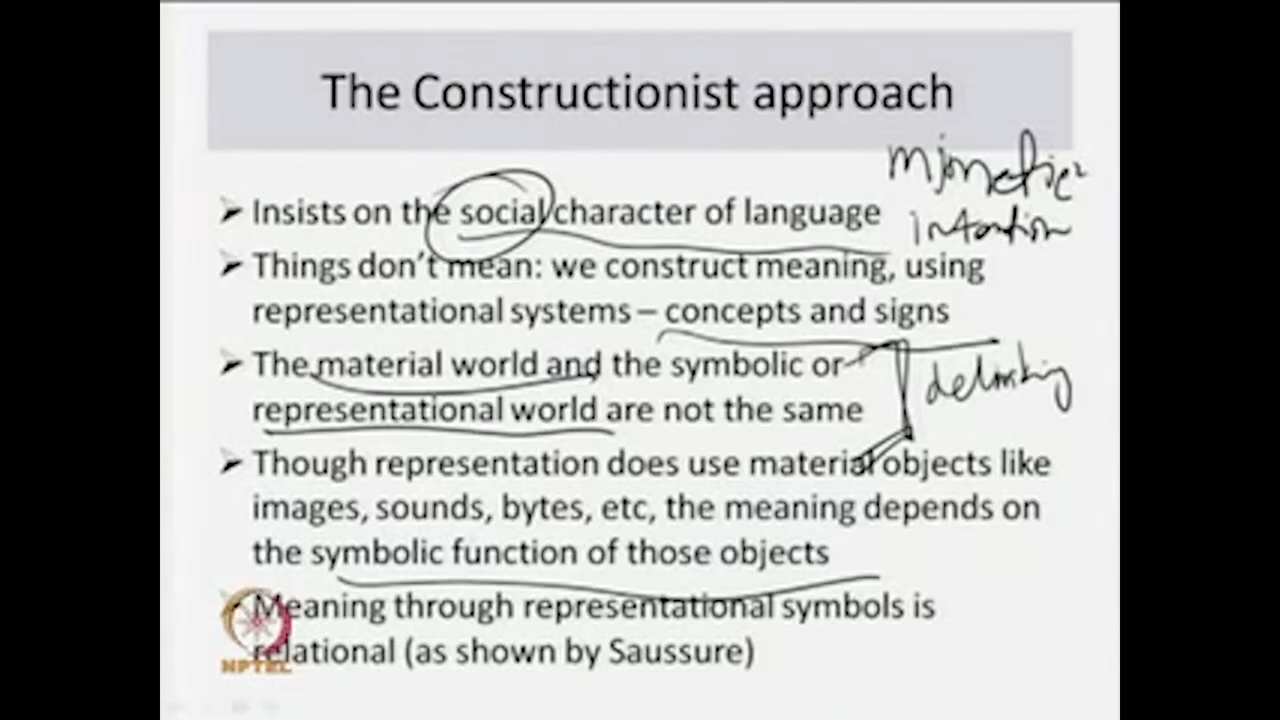 The Constructionist approach
➢ Insists on the social character of language
➢ Things don't mean: we construct meaning, using
representational systems – concepts and signs
➢ The material world and the symbolic or
representational world are not the same
➢ Though representation does use material objects like
images, sounds, bytes, etc, the meaning depends on
the symbolic function of those objects
➢ Meaning through representational symbols is
relational (as shown by Saussure)
intention
delinking
NPTEL